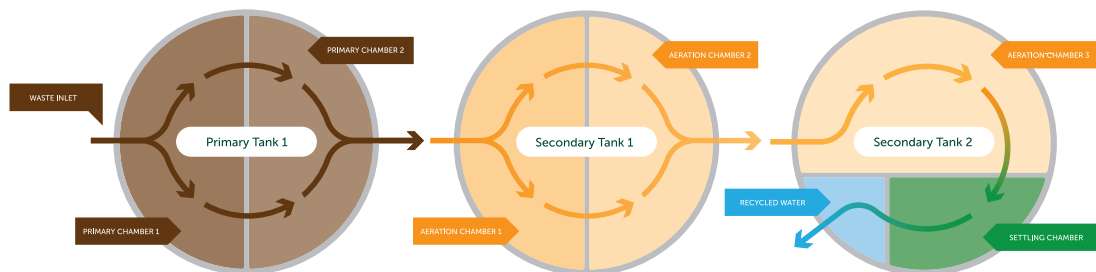 WASTE INLET
PRIMARY CHAMBER 1
Primary Tank 1
PRIMARY CHAMBER 2
AERATION CHAMBER 1
Secondary Tank 1
AERATION CHAMBER 2
AERATION CHAMBER 3
Secondary Tank 2
RECYCLED WATER
SETTLING CHAMBER